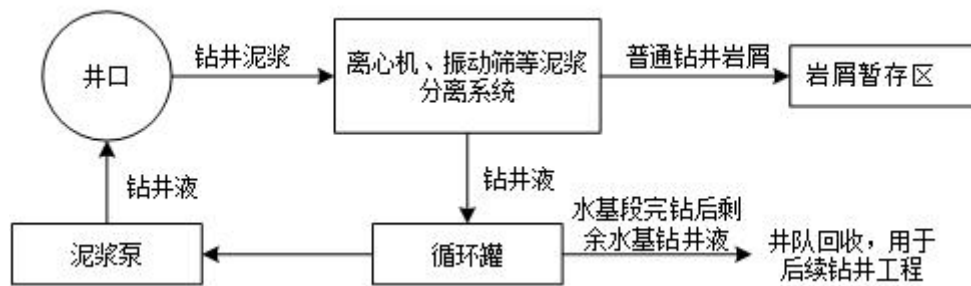 井口
钻井泥浆
离心机、振动筛等泥浆
分离系统
普通钻井岩屑
岩屑暂存区
钻井液
钻井液
泥浆泵
循环罐
水基段完钻后剩
余水基钻井液
井队回收，用于
后续钻井工程